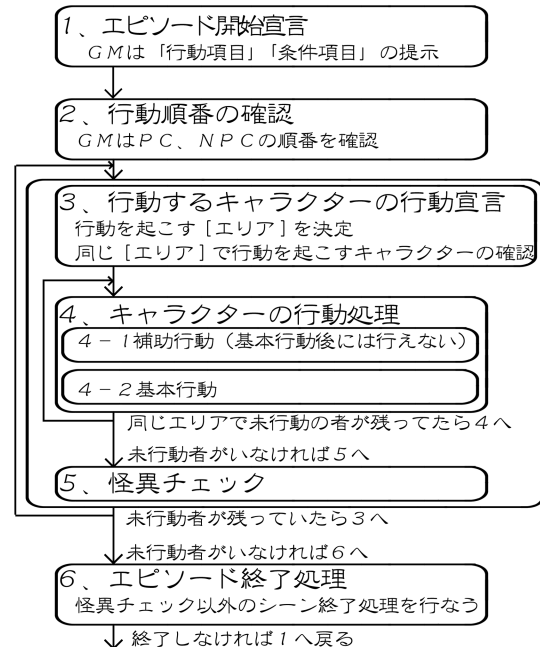 1、エピソード開始宣言
GMは「行動項目」「条件項目」の提示
2、行動順番の確認
GMはPC、NPCの順番を確認
3、行動するキャラクターの行動宣言
行動を起こす[エリア]を決定
同じ[エリア]で行動を起こすキャラクターの確認
4、キャラクターの行動処理
4-1補助行動(基本行動後には行えない)
4-2基本行動
同じエリアで未行動の者が残ってたら4へ
未行動者がいなければ5へ
5、怪異チェック
未行動者が残っていたら3へ
未行動者がいなければ6へ
6、エピソード終了処理
怪異チェック以外のシーン終了処理を行なう
終了しなければ1へ戻る